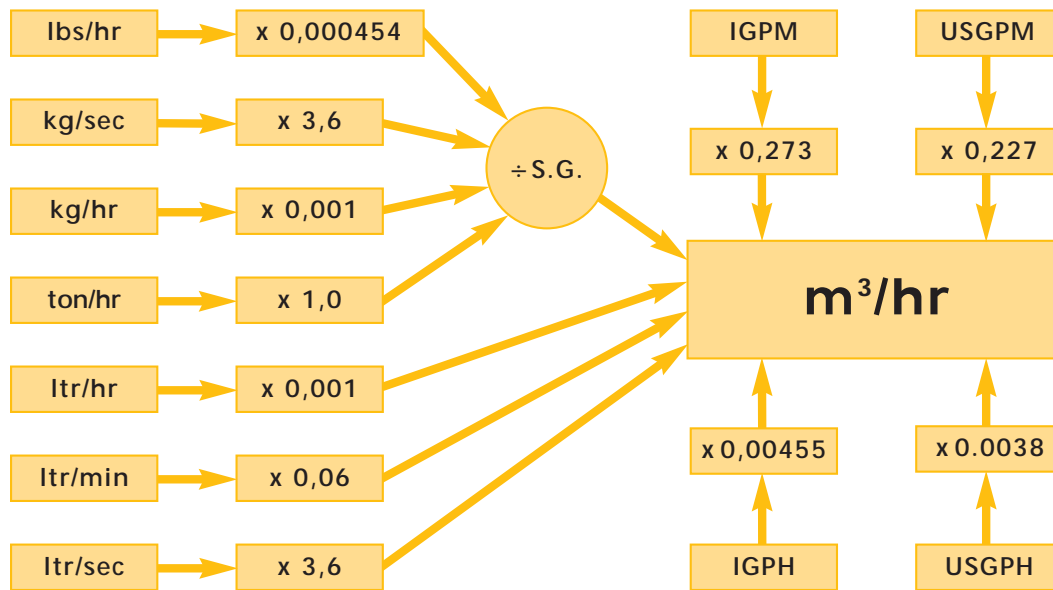 lbs/hr
x 0,000454
kg/sec
x 3,6
kg/hr
x 0,001
ton/hr
x 1,0
÷S.G.
ltr/hr
x 0,001
ltr/min
x 0,06
ltr/sec
x 3,6
IGPM
x 0,273
USGPM
x 0,227
m³/hr
x 0,00455
IGPH
x 0.0038
USGPH